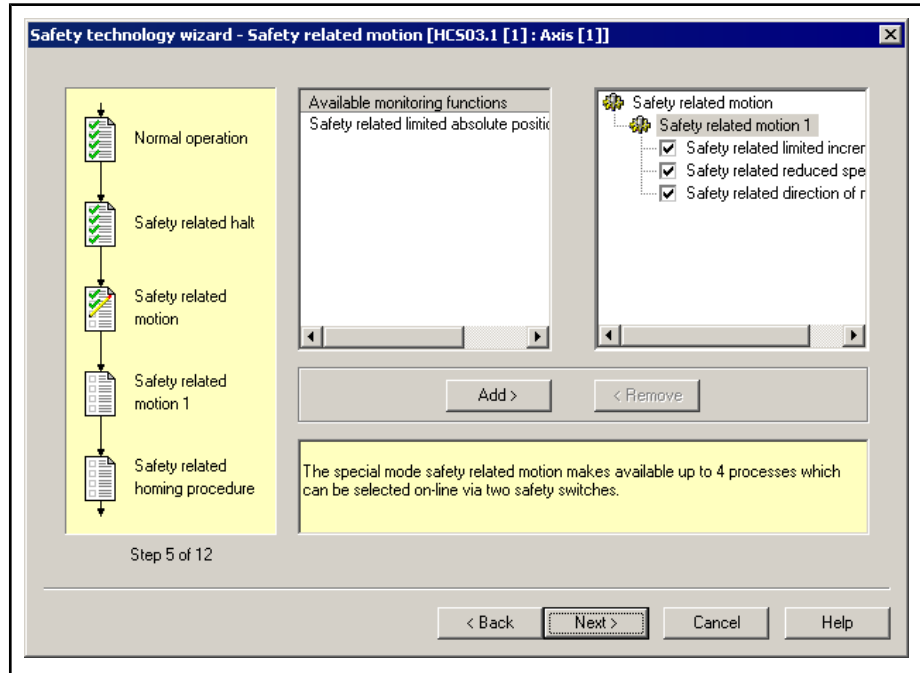 Safety technology wizard - Safety related motion [HCS03.1 [1] : Axis [1]]
Normal operation
Safety related halt
Safety related
motion
Safety related
motion 1
Safety related
homing procedure
Step 5 of 12
Available monitoring functions
Safety related limited absolute positic
Safety related motion
Safety related motion 1
Safety related limited increr
Safety related reduced spe
Safety related direction of r
Add >
< Remove
The special mode safety related motion makes available up to 4 processes which
can be selected on-line via two safety switches.
< Back
Next >
Cancel
Help